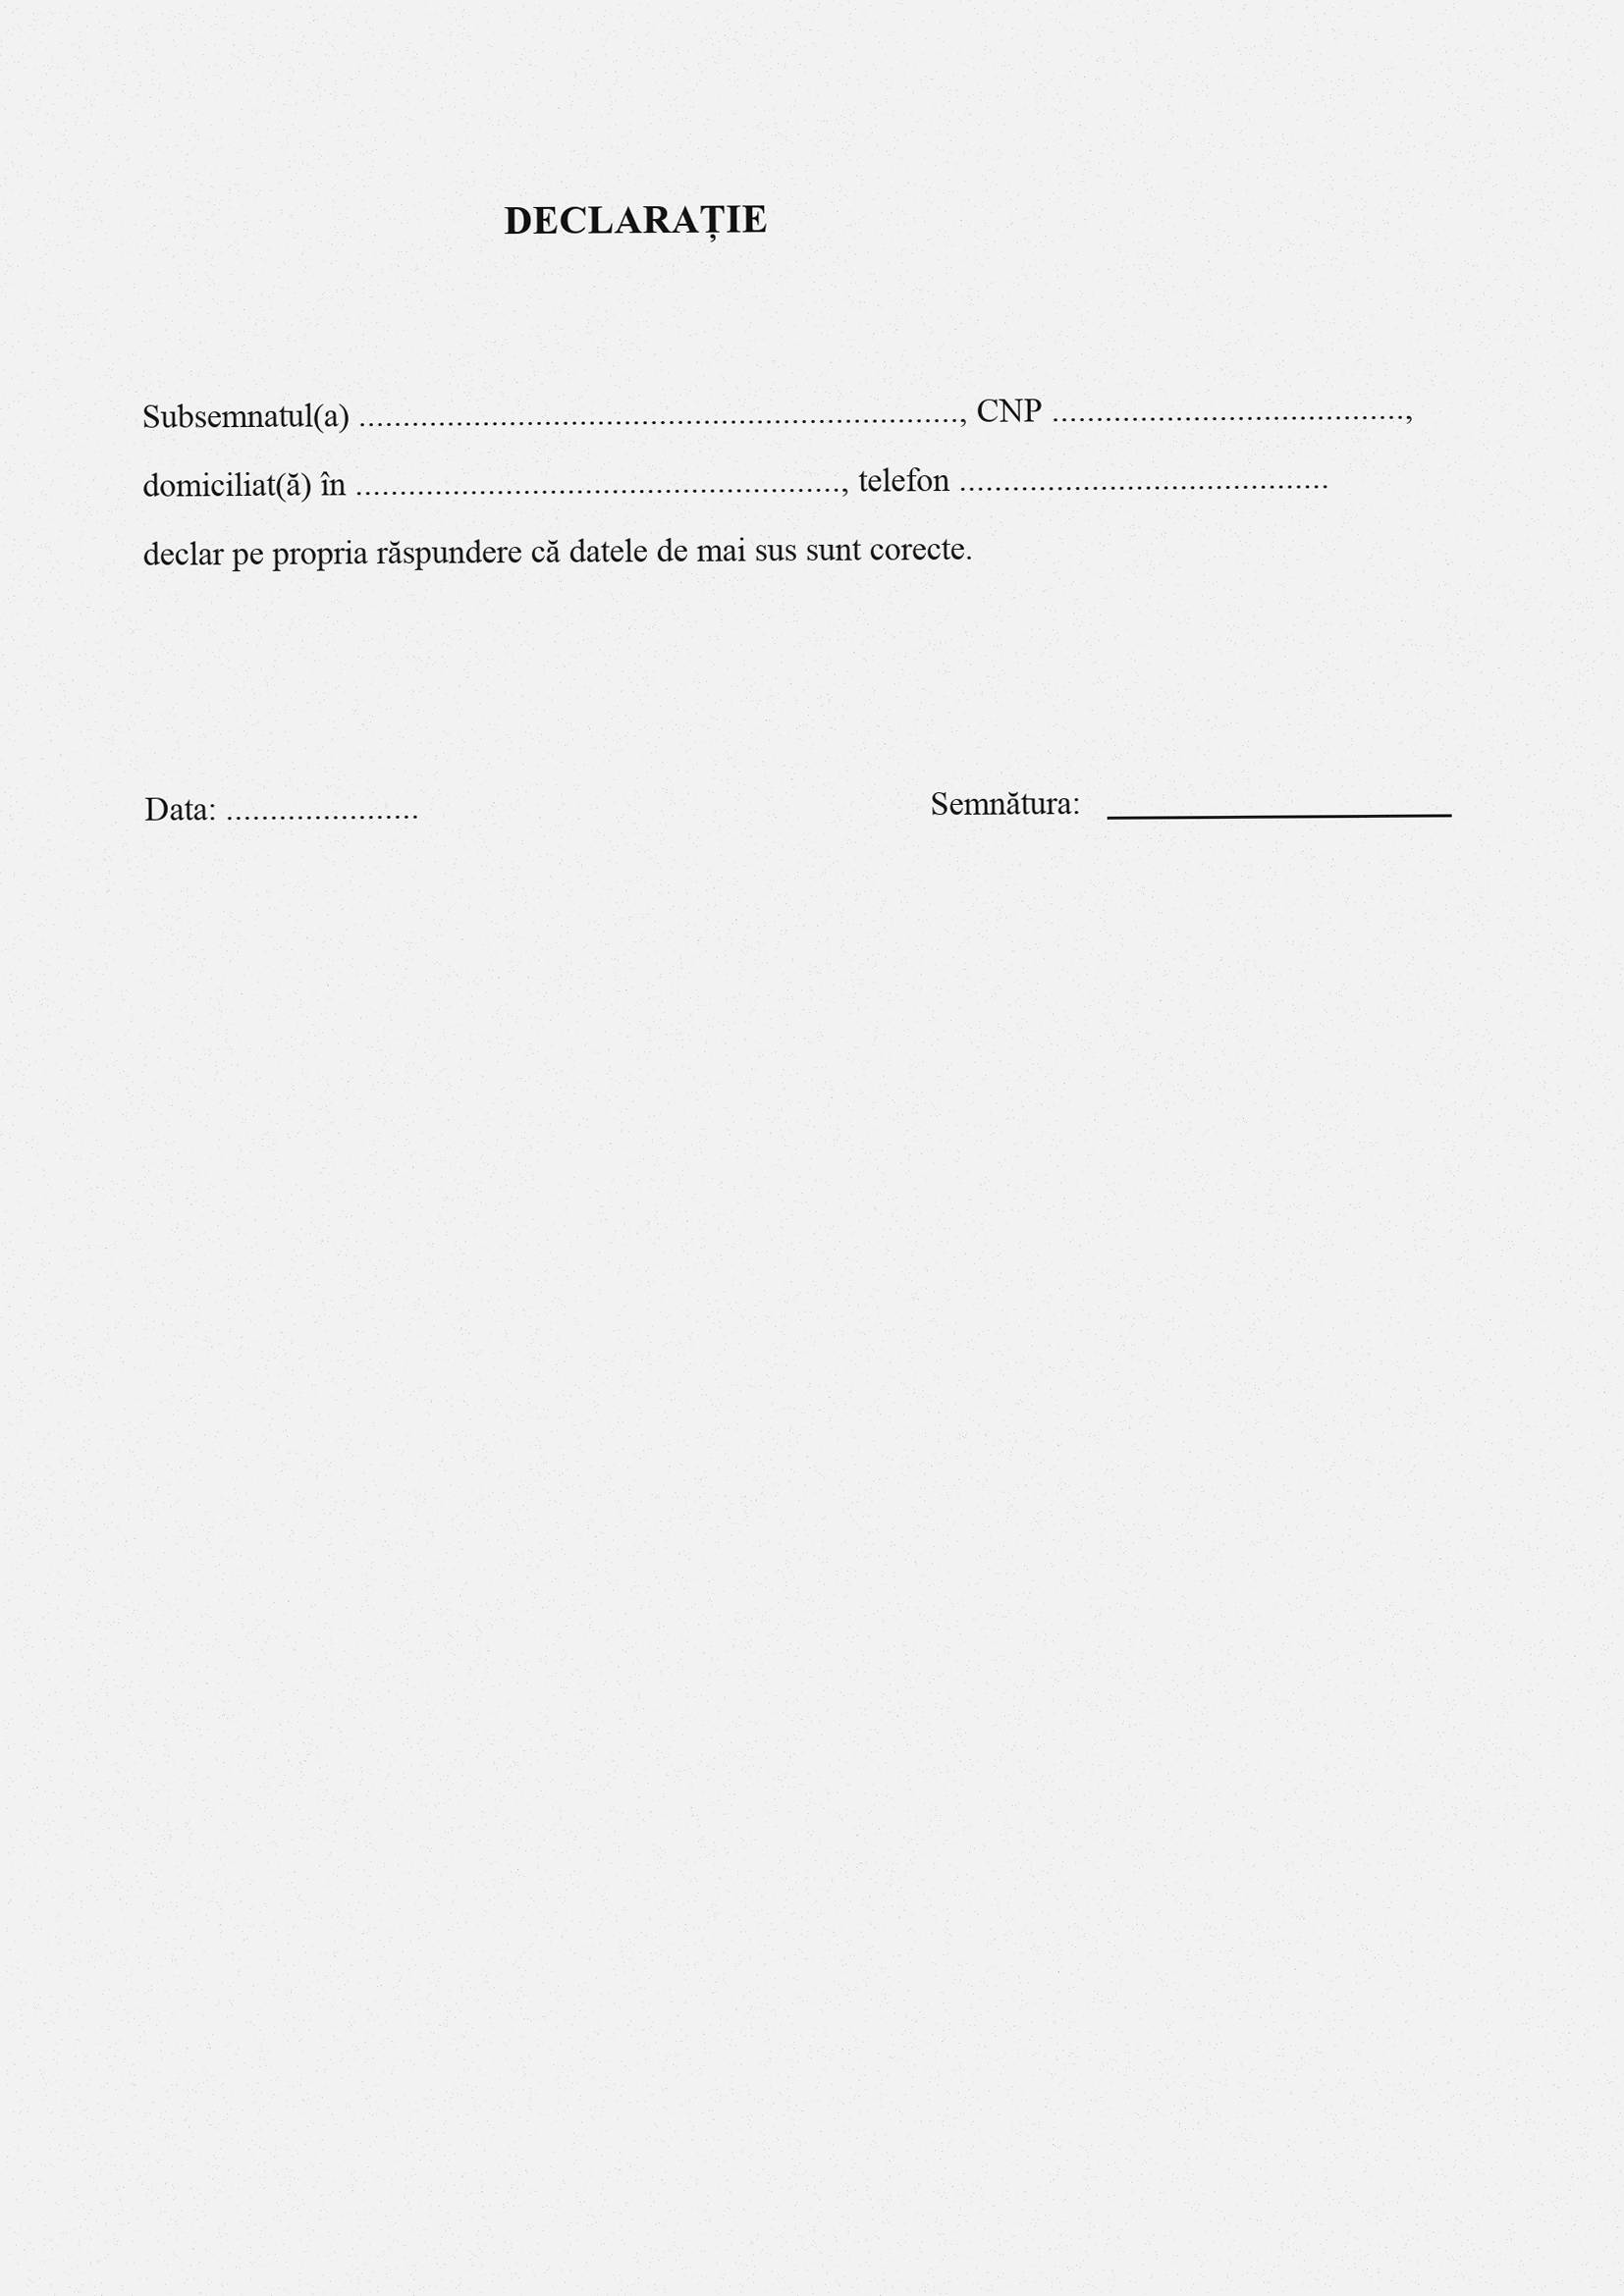 DECLARAȚIE
Subsemnatul(a) ...................................................................., CNP ........................................,
domiciliat(ă) în ......................................................., telefon ..........................................
declar pe propria răspundere că datele de mai sus sunt corecte.
Data: ...................... Semnătura: ____________________